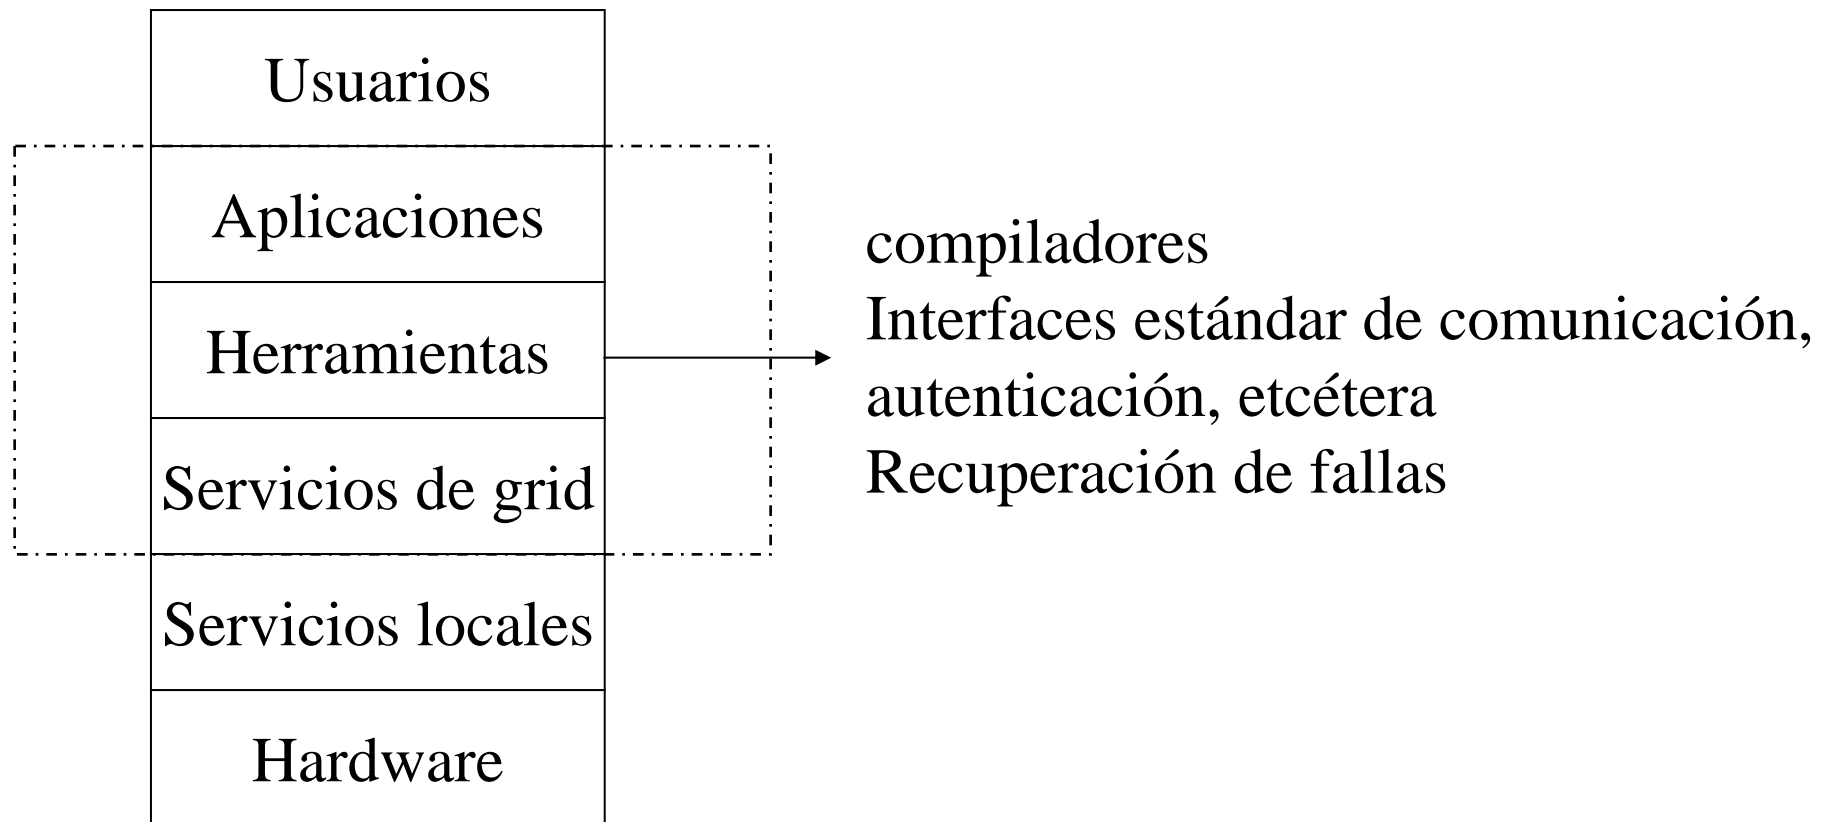 Usuarios
Aplicaciones
Herramientas
Servicios de grid
Servicios locales
Hardware
compiladores
Interfaces estándar de comunicación,
autenticación, etcétera
Recuperación de fallas